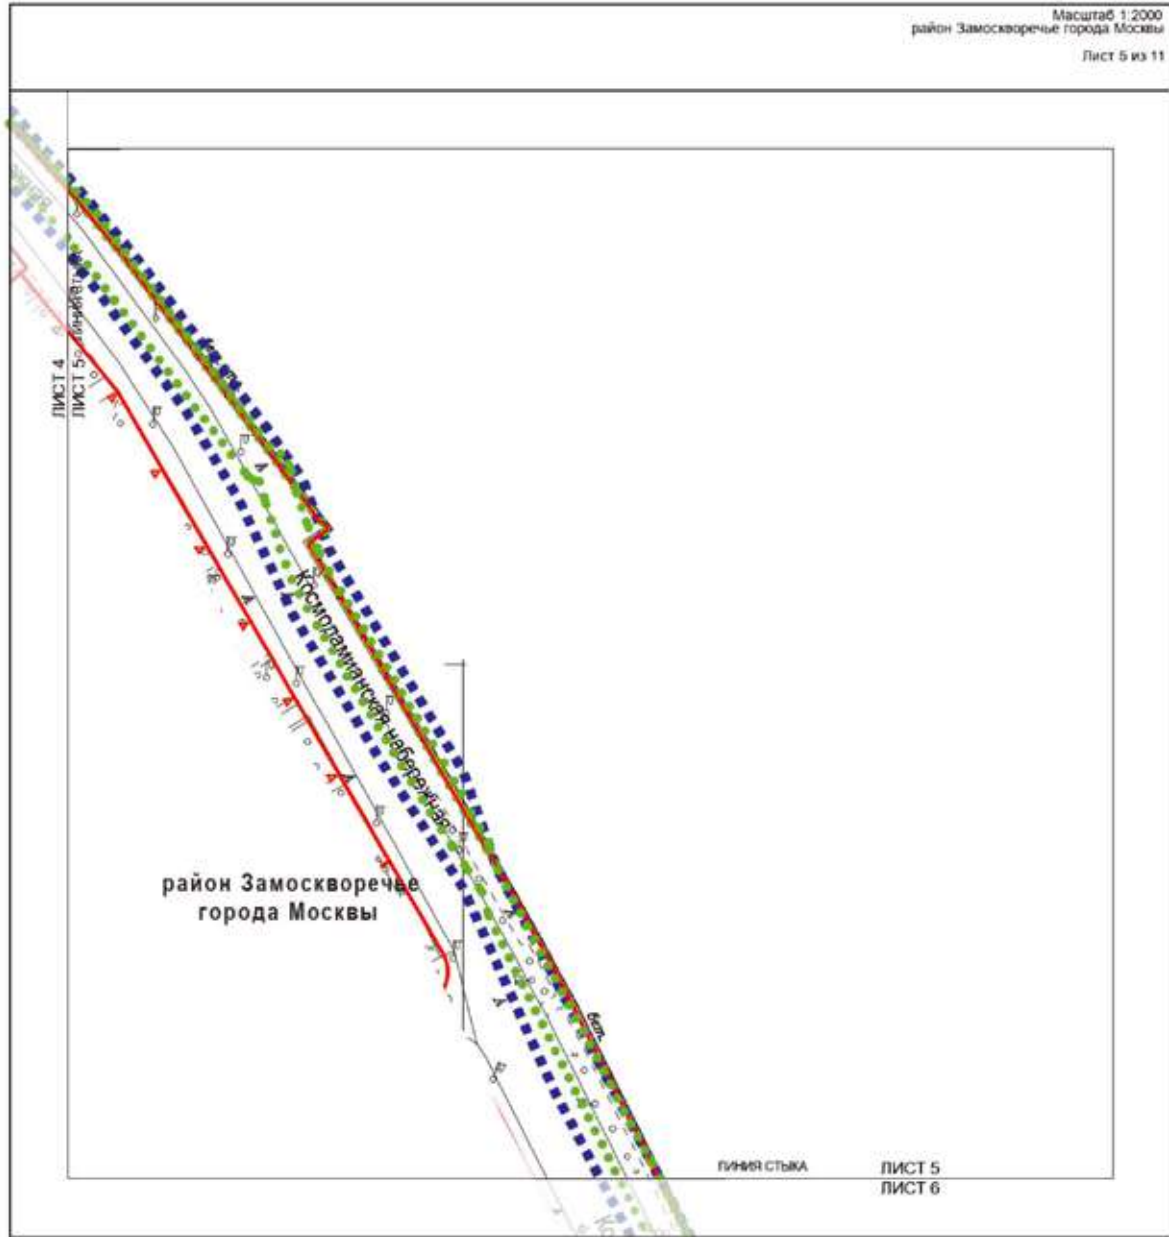 Масштаб 1:2000
район Замоскворечье города Москвы
Лист 5 из 11
ЛИСТ 4
ЛИСТ 5
Космодамианская набережная
район Замоскворечье
города Москвы
бет.
ЛИНИЯ СТЫКА
ЛИСТ 5
ЛИСТ 6